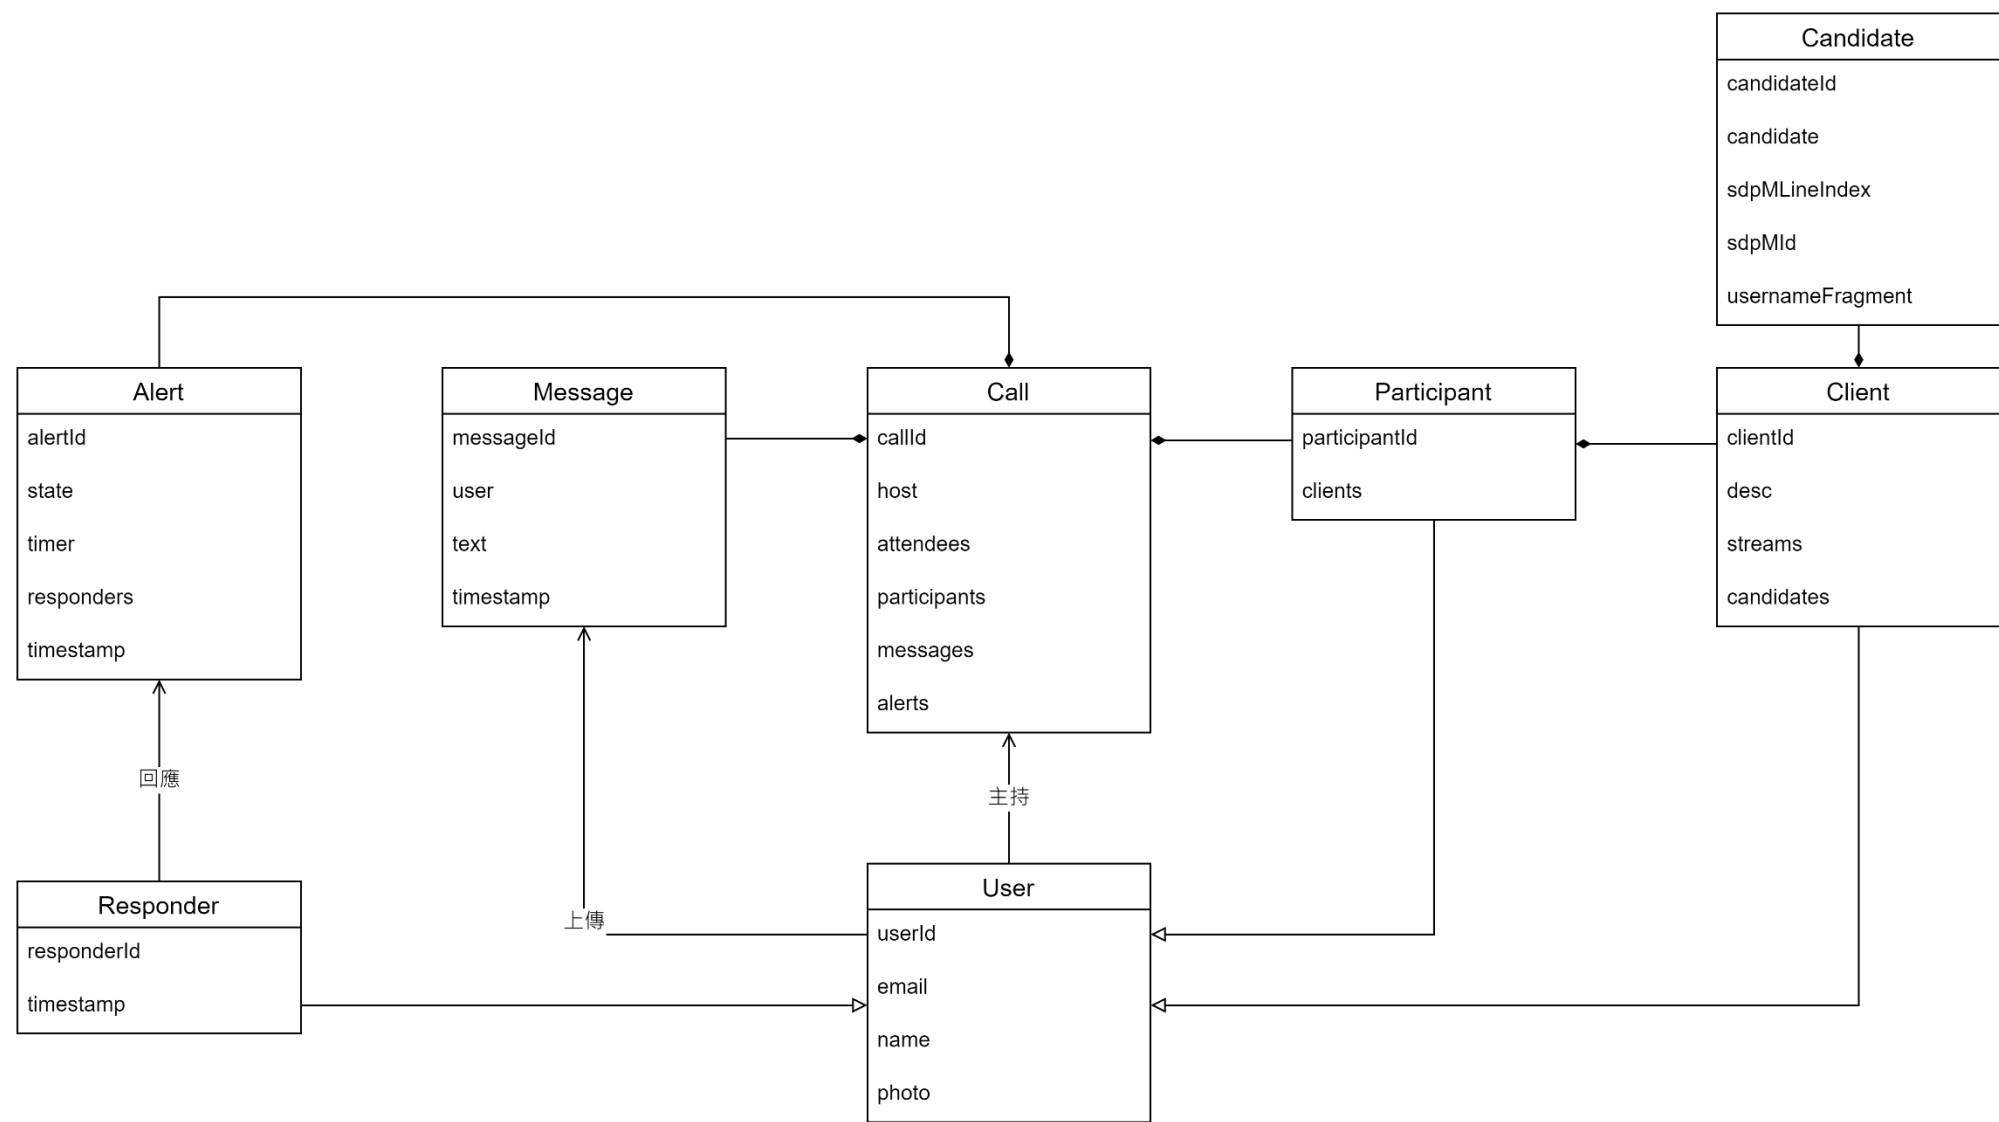 Candidate
candidateId
candidate
sdpMLineIndex
sdpMId
usernameFragment
Alert
alertId
state
timer
responders
timestamp
Message
messageId
user
text
timestamp
Call
callId
host
attendees
participants
messages
alerts
Participant
participantId
clients
Client
clientId
desc
streams
candidates
回應
主持
上傳
Responder
responderId
timestamp
User
userId
email
name
photo